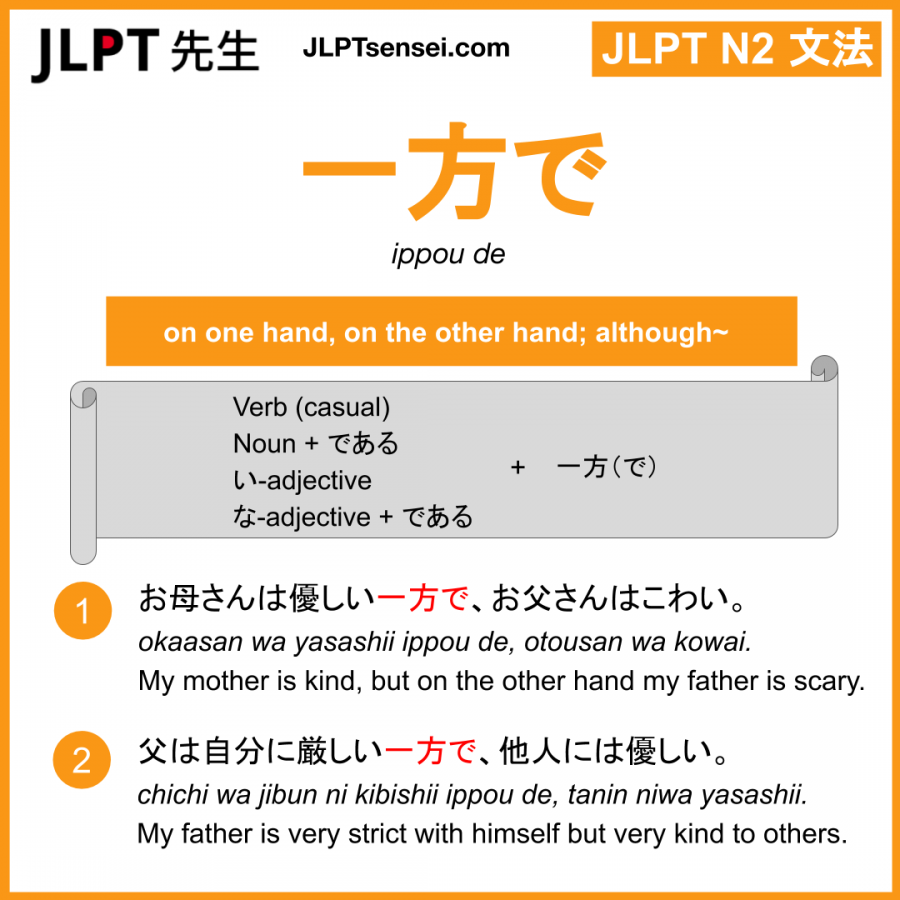 JLPT 先生
JLPTsensei.com
JLPT N2 文法
一方で
ippou de
on one hand, on the other hand; although~
Verb (casual)
Noun + である
い-adjective
な-adjective + である
+ 一方（で）
1
お母さんは優しい一方で、お父さんはこわい。
okaasan wa yasashii ippou de, otousan wa kowai.
My mother is kind, but on the other hand my father is scary.
2
父は自分に厳しい一方で、他人には優しい。
chichi wa jibun ni kibishii ippou de, tanin niwa yasashii.
My father is very strict with himself but very kind to others.